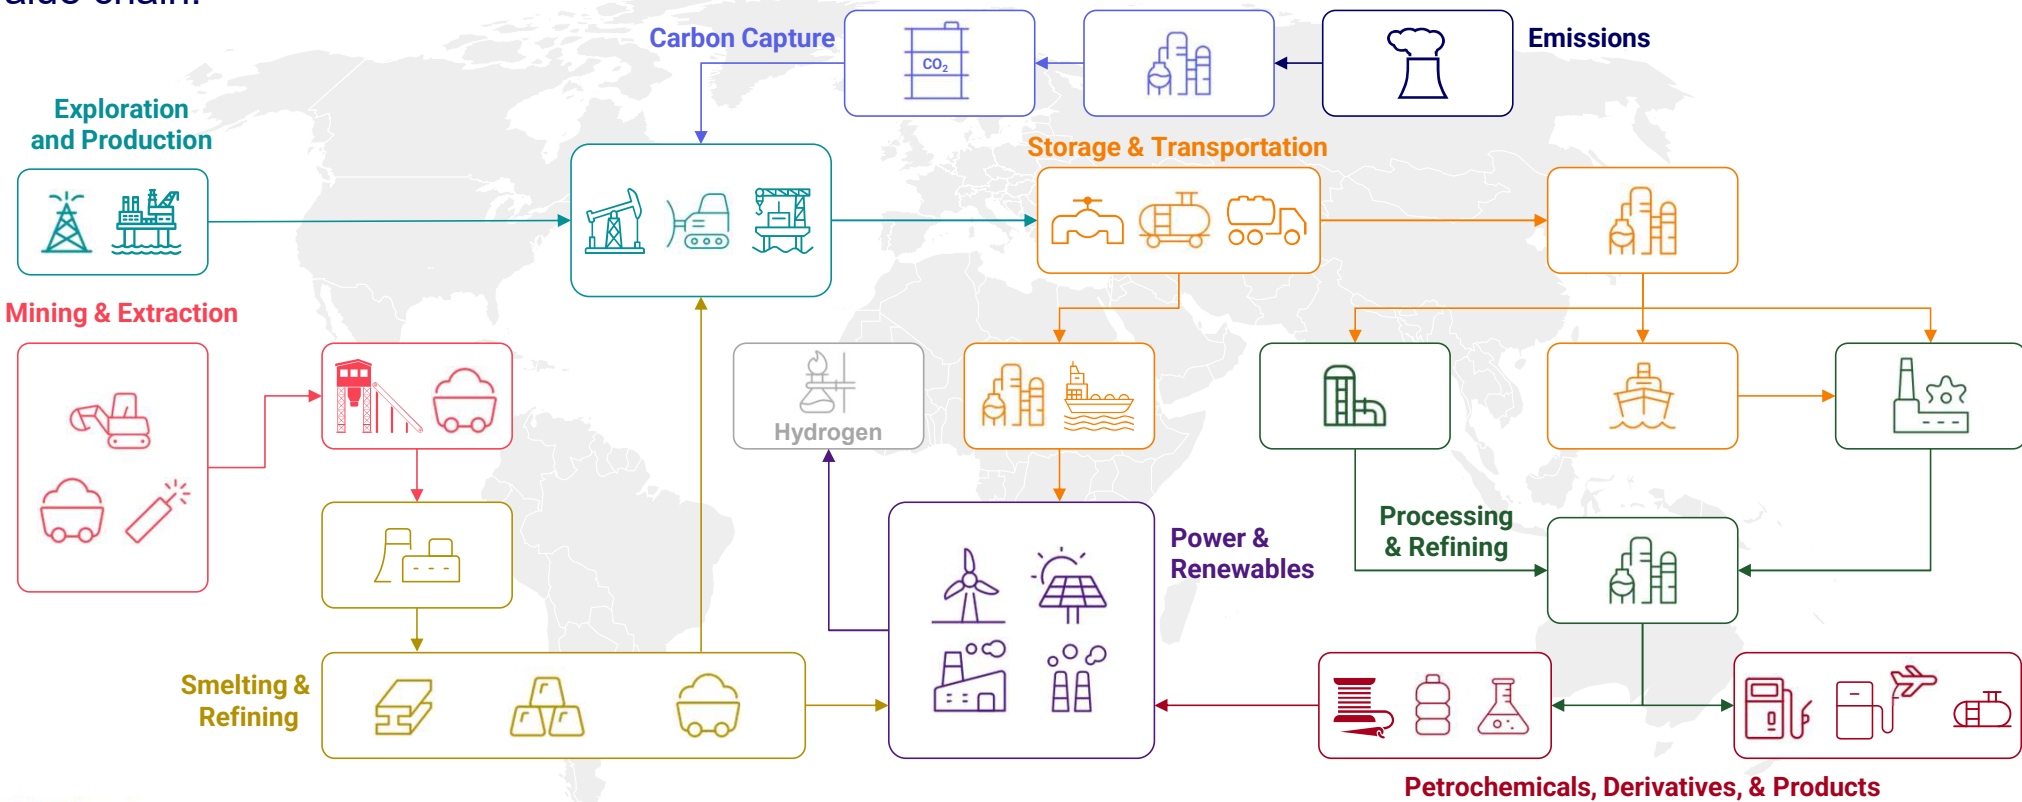 Carbon Capture
CO₂
Emissions
Exploration
and Production
Storage & Transportation
Mining & Extraction
Hydrogen
Processing
& Refining
Power &
Renewables
Smelting &
Refining
Petrochemicals, Derivatives, & Products